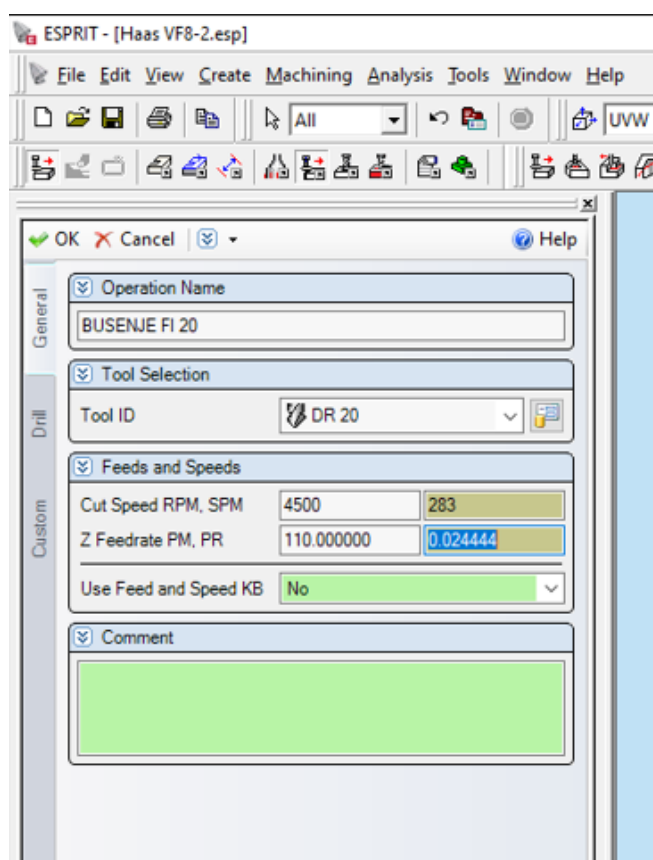 ESPRIT - [Haas VF8-2.esp]
File Edit View Create Machining Analysis Tools Window Help
All UVW
OK Cancel Help
General
Drill
Custom
Operation Name
BUSENJE FI 20
Tool Selection
Tool ID DR 20
Feeds and Speeds
Cut Speed RPM, SPM 4500 283
Z Feedrate PM, PR 110.000000 0.024444
Use Feed and Speed KB No
Comment